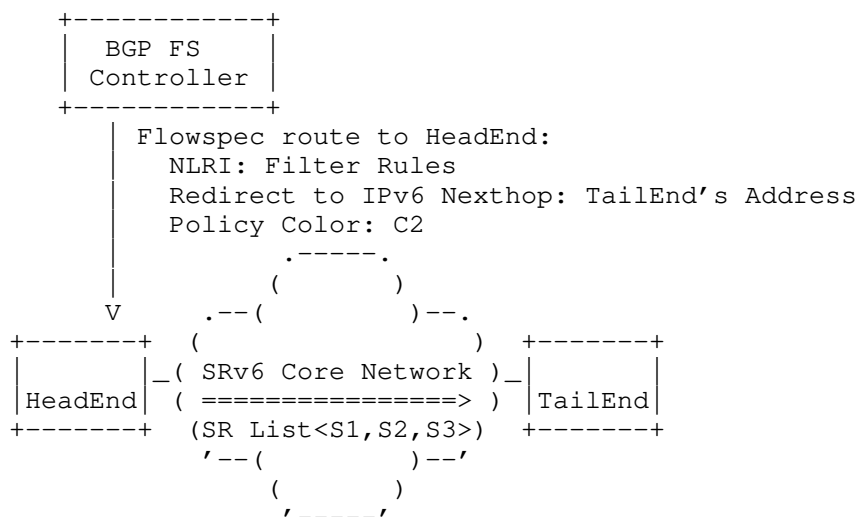 BGP FS
Controller
Flowspec route to HeadEnd:
NLRI: Filter Rules
Redirect to IPv6 Nexthop: TailEnd's Address
Policy Color: C2
SRv6 Core Network
HeadEnd
TailEnd
(SR List<S1,S2,S3>)